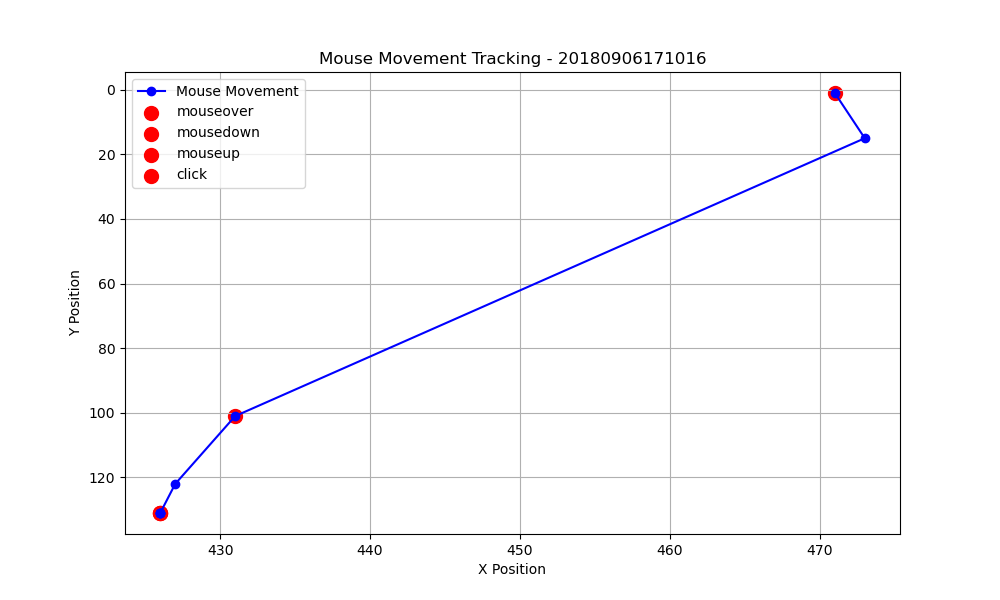 Mouse Movement Tracking - 20180906171016
Mouse Movement
mouseover
mousedown
mouseup
click
0
20
40
60
80
100
120
Y Position
430 440 450 460 470
X Position